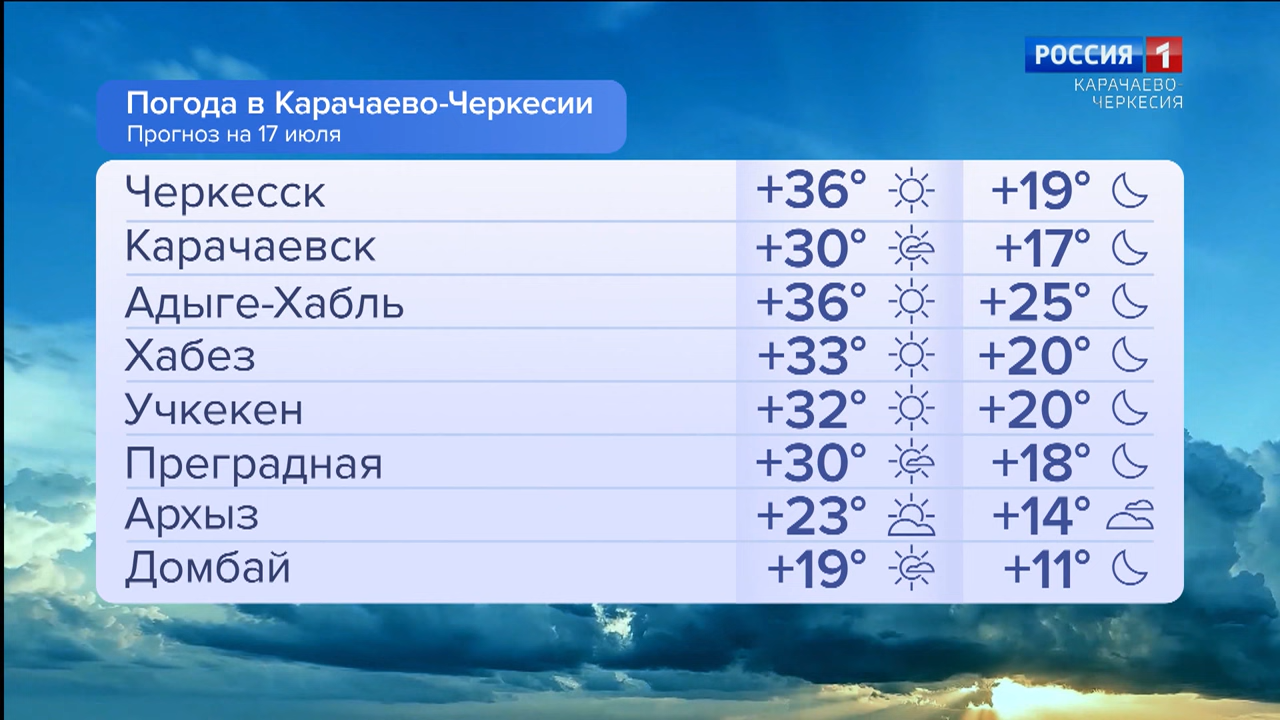 РОССИЯ 1
КАРАЧАЕВО-
ЧЕРКЕСИЯ
Погода в Карачаево-Черкесии
Прогноз на 17 июля
Черкесск +36° +19°
Карачаевск +30° +17°
Адыге-Хабль +36° +25°
Хабез +33° +20°
Учкекен +32° +20°
Преградная +30° +18°
Архыз +23° +14°
Домбай +19° +11°